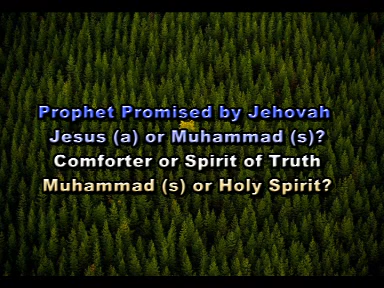 Prophet Promised by Jehovah
Jesus (a) or Muhammad (s)?
Comforter or Spirit of Truth
Muhammad (s) or Holy Spirit?